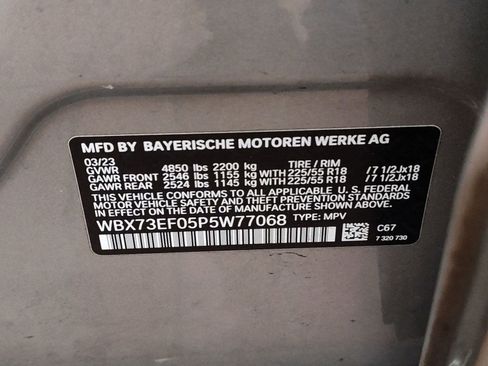 MFD BY BAYERISCHE MOTOREN WERKE AG
03/23 TIRE / RIM
GVWR 4850 lbs 2200 kg
GAWR FRONT 2546 lbs 1155 kg WITH 225/55 R18 / 7 1/2Jx18
GAWR REAR 2524 lbs 1145 kg WITH 225/55 R18 / 7 1/2Jx18
THIS VEHICLE CONFORMS TO ALL APPLICABLE U.S. FEDERAL
MOTOR VEHICLE SAFETY, BUMPER, AND THEFT PREVENTION STANDARDS
IN EFFECT ON THE DATE OF MANUFACTURE SHOWN ABOVE.
WBX73EF05P5W77068 TYPE: MPV
C67
7 320 730